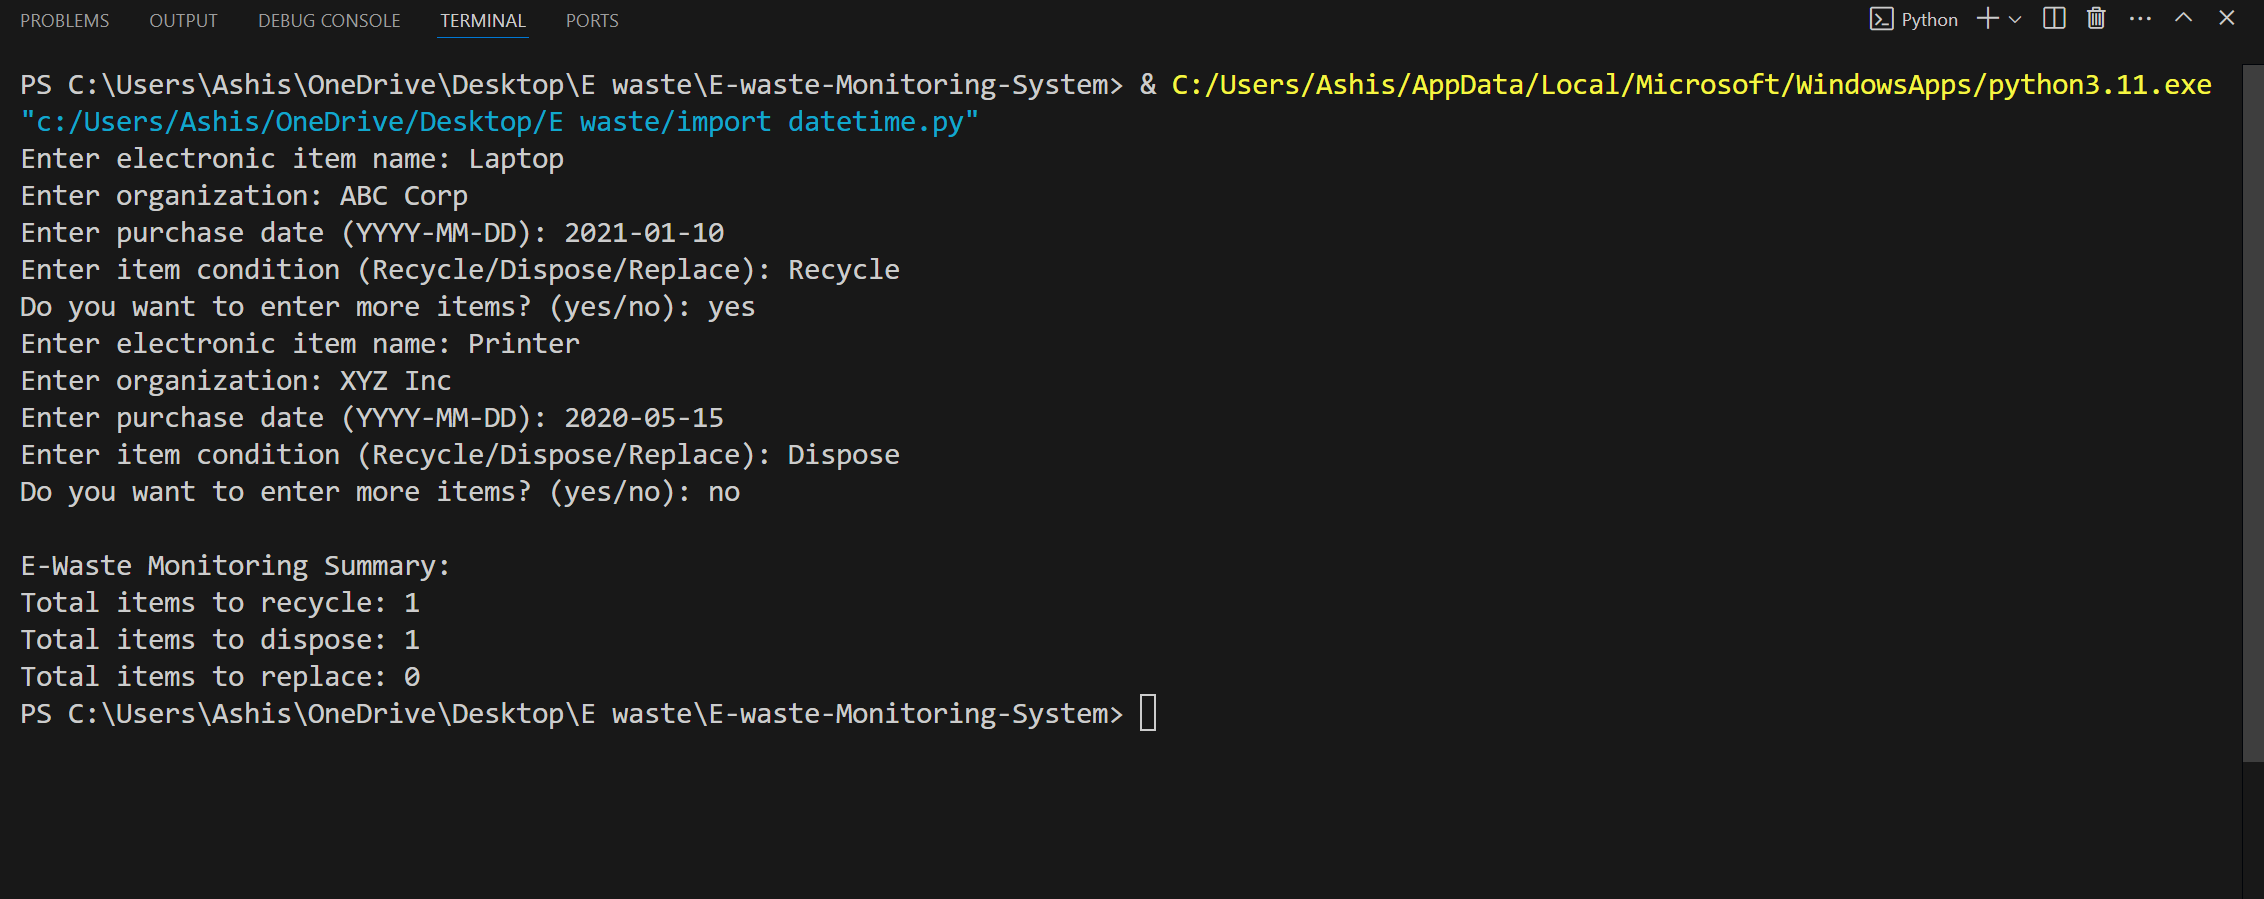 PROBLEMS OUTPUT DEBUG CONSOLE TERMINAL PORTS Python
PS C:\Users\Ashis\OneDrive\Desktop\E waste\E-waste-Monitoring-System> & C:/Users/Ashis/AppData/Local/Microsoft/WindowsApps/python3.11.exe
"c:/Users/Ashis/OneDrive/Desktop/E waste/import datetime.py"
Enter electronic item name: Laptop
Enter organization: ABC Corp
Enter purchase date (YYYY-MM-DD): 2021-01-10
Enter item condition (Recycle/Dispose/Replace): Recycle
Do you want to enter more items? (yes/no): yes
Enter electronic item name: Printer
Enter organization: XYZ Inc
Enter purchase date (YYYY-MM-DD): 2020-05-15
Enter item condition (Recycle/Dispose/Replace): Dispose
Do you want to enter more items? (yes/no): no
E-Waste Monitoring Summary:
Total items to recycle: 1
Total items to dispose: 1
Total items to replace: 0
PS C:\Users\Ashis\OneDrive\Desktop\E waste\E-waste-Monitoring-System>